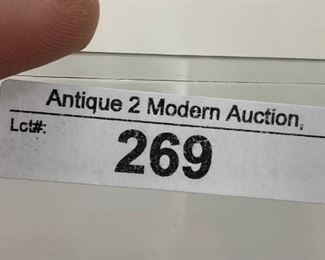 Antique 2 Modern Auction,
Lot#:
269